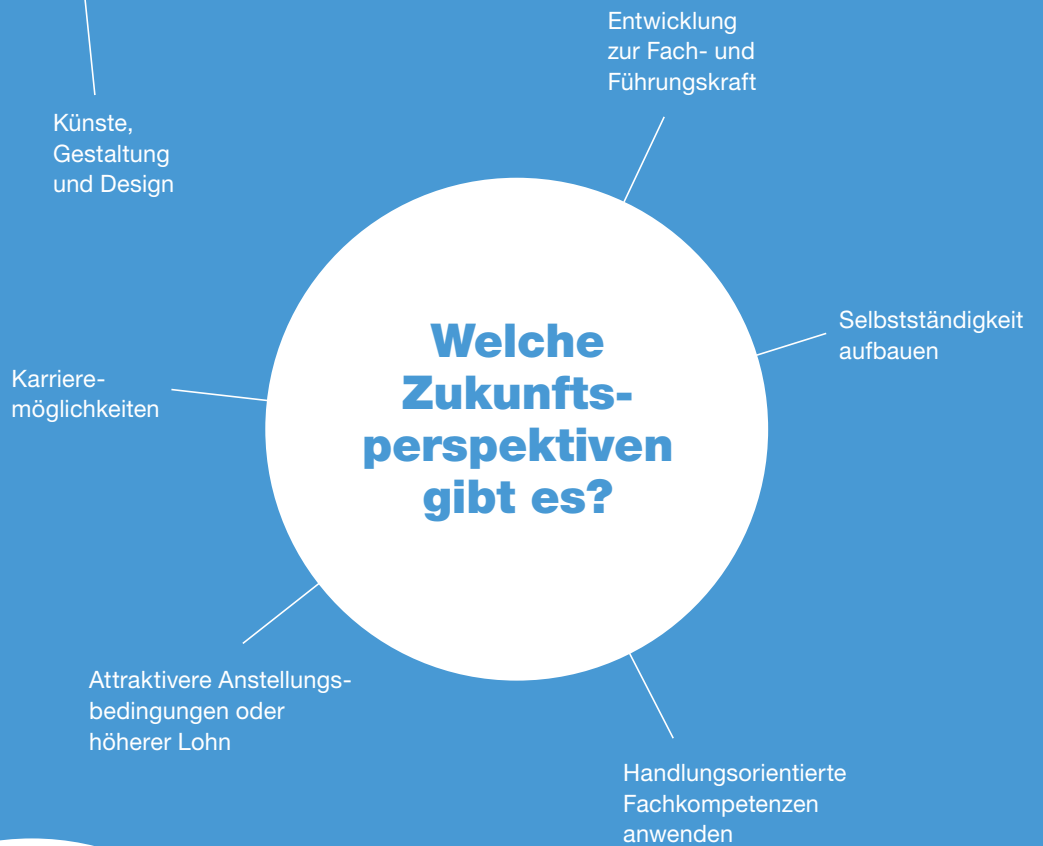 Entwicklung
zur Fach- und
Führungskraft
Künste,
Gestaltung
und Design
Welche
Zukunfts-
perspektiven
gibt es?
Selbstständigkeit
aufbauen
Karriere-
möglichkeiten
Attraktivere Anstellungs-
bedingungen oder
höherer Lohn
Handlungsorientierte
Fachkompetenzen
anwenden